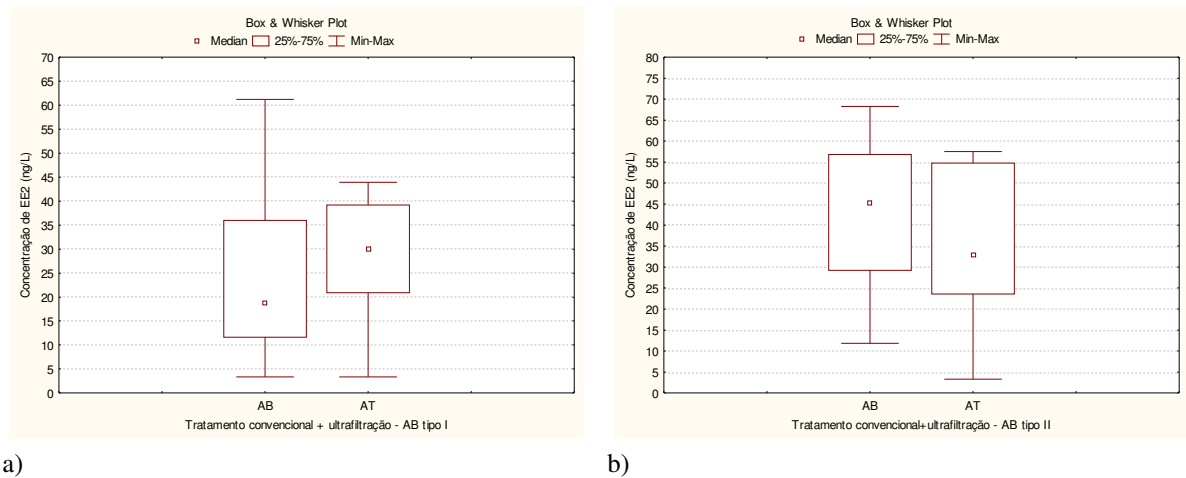 Box & Whisker Plot
Median 25%-75% Min-Max
70
65
60
55
50
45
40
35
30
25
20
15
10
5
0
Concentração de EE2 (ng/L)
AB AT
Tratamento convencional + ultrafiltração - AB tipo I
a)
Box & Whisker Plot
Median 25%-75% Min-Max
80
75
70
65
60
55
50
45
40
35
30
25
20
15
10
5
0
Concentração de EE2 (ng/L)
AB AT
Tratamento convencional+ultrafiltração - AB tipo II
b)